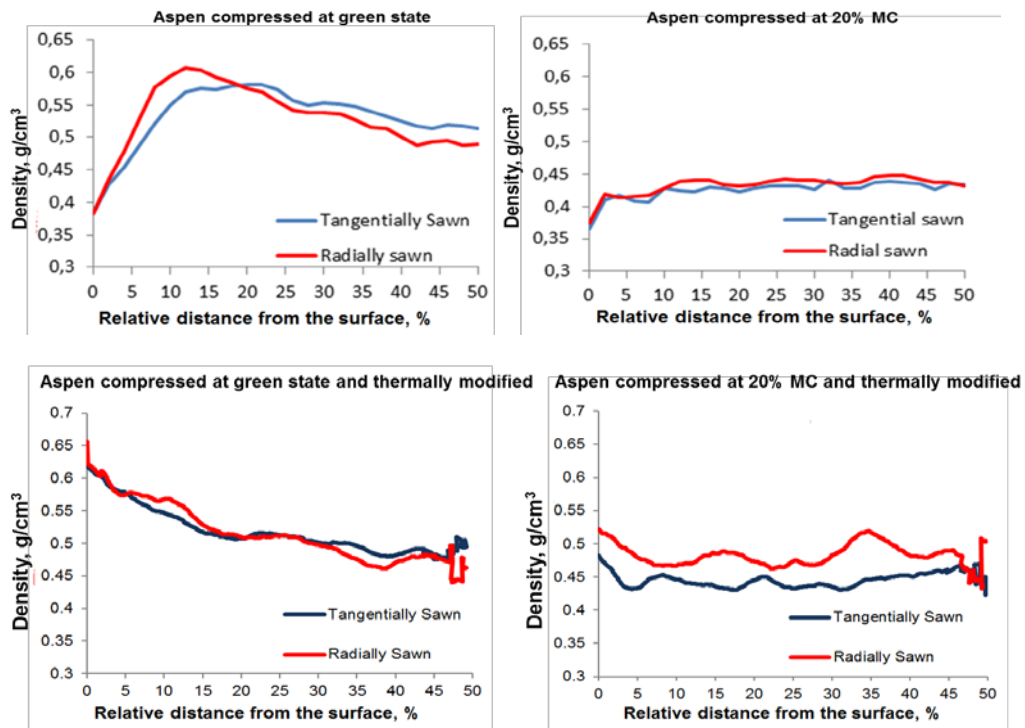 Aspen compressed at green state
0,65
0,6
0,55
0,5
0,45
0,4
0,35
0,3
Density, g/cm³
Tangentially Sawn
Radially sawn
0 5 10 15 20 25 30 35 40 45 50
Relative distance from the surface, %
Aspen compressed at 20% MC
0,65
0,6
0,55
0,5
0,45
0,4
0,35
0,3
Density, g/cm³
Tangential sawn
Radial sawn
0 5 10 15 20 25 30 35 40 45 50
Relative distance from the surface, %
Aspen compressed at green state and thermally modified
0.7
0.65
0.6
0.55
0.5
0.45
0.4
0.35
0.3
Density, g/cm³
Tangentially Sawn
Radially Sawn
0 5 10 15 20 25 30 35 40 45 50
Relative distance from the surface, %
Aspen compressed at 20% MC and thermally modified
0.7
0.65
0.6
0.55
0.5
0.45
0.4
0.35
0.3
Density, g/cm³
Tangentially Sawn
Radially Sawn
0 5 10 15 20 25 30 35 40 45 50
Relative distance from the surface, %